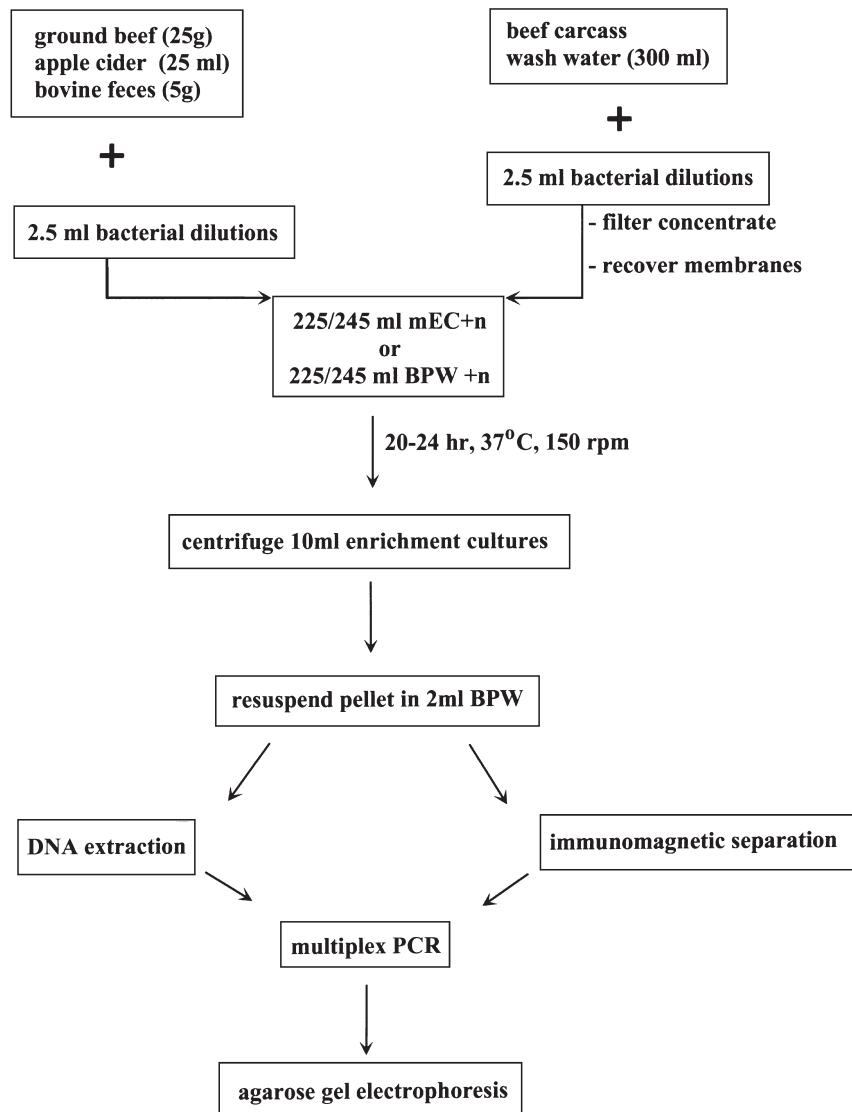 ground beef (25g)
apple cider (25 ml)
bovine feces (5g)
+
2.5 ml bacterial dilutions
beef carcass
wash water (300 ml)
+
2.5 ml bacterial dilutions
- filter concentrate
- recover membranes
225/245 ml mEC+n
or
225/245 ml BPW +n
20-24 hr, 37°C, 150 rpm
centrifuge 10ml enrichment cultures
resuspend pellet in 2ml BPW
DNA extraction
immunomagnetic separation
multiplex PCR
agarose gel electrophoresis